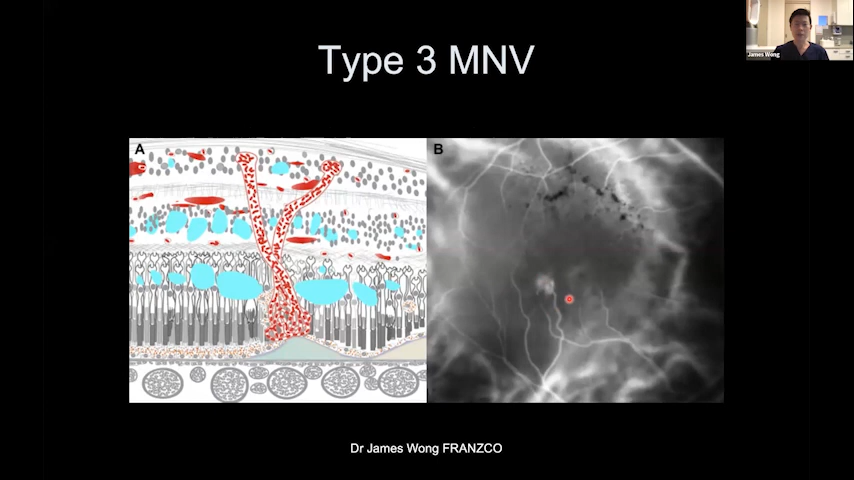 James Wong
Type 3 MNV
A
B
Dr James Wong FRANZCO